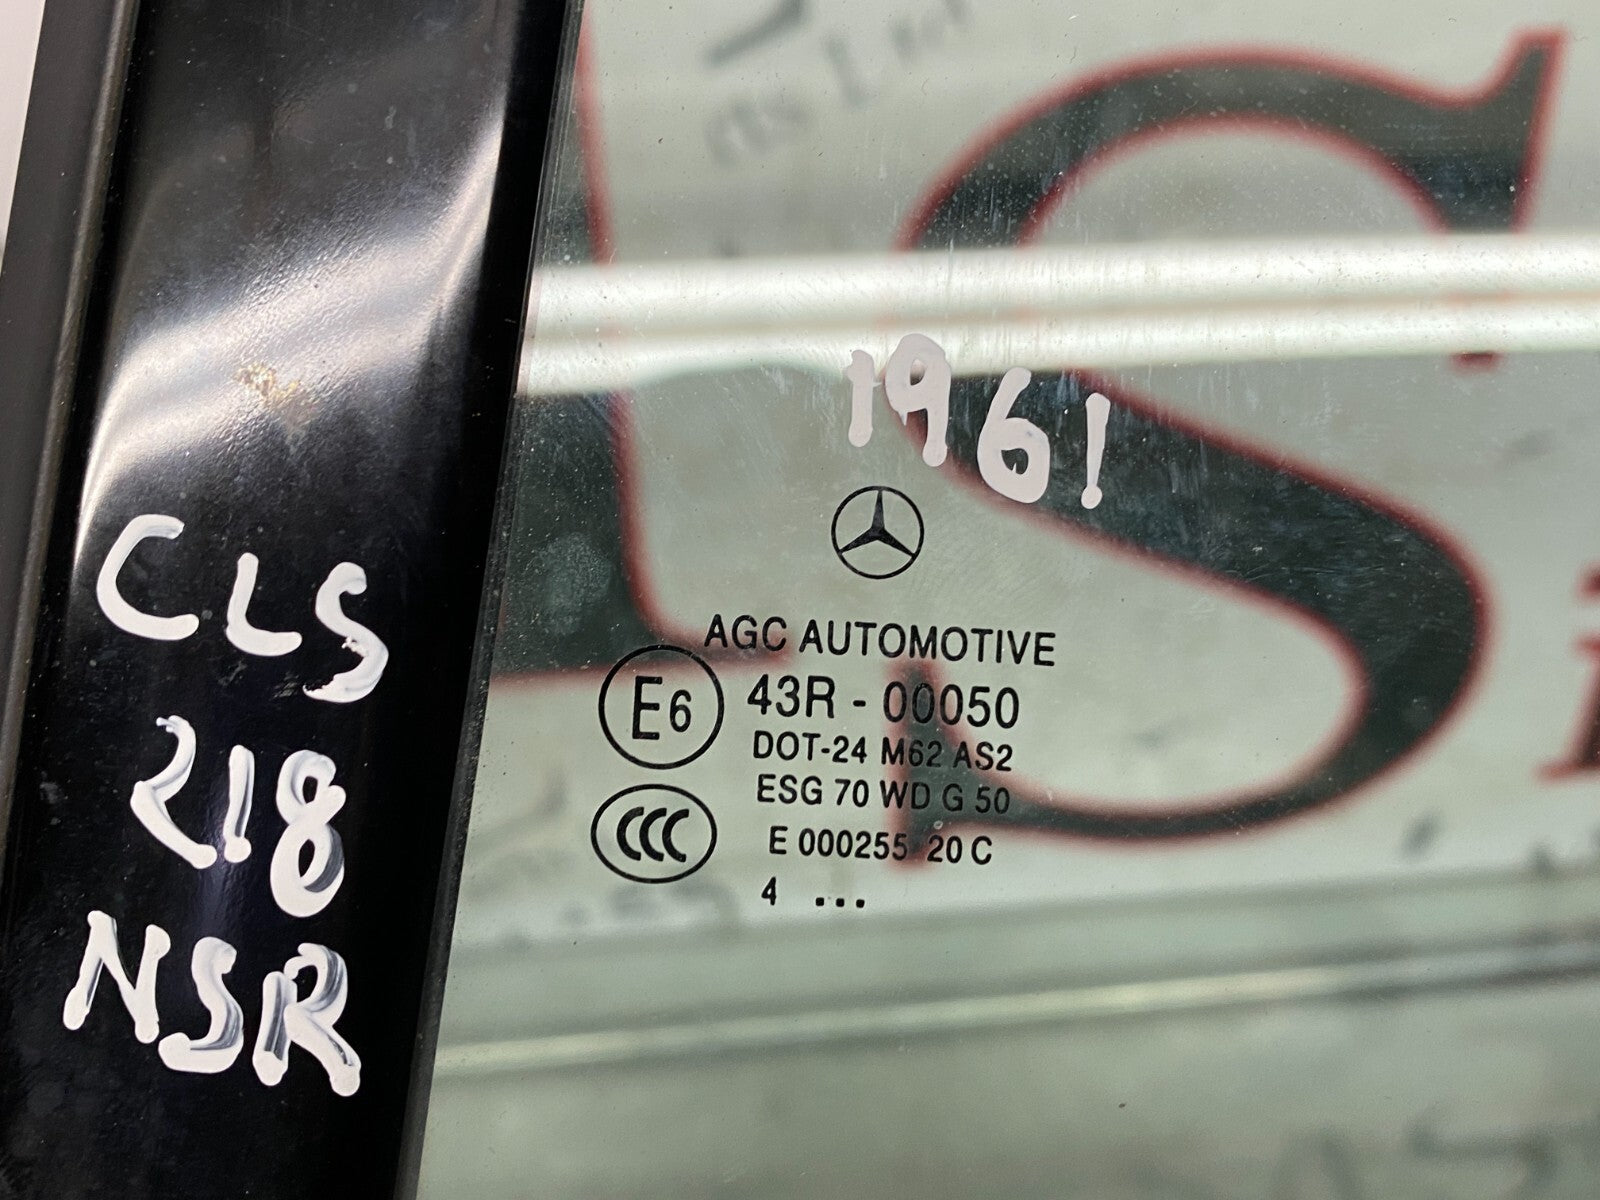 1961
CLS
218
NSR
AGC AUTOMOTIVE
E6
43R - 00050
DOT-24 M62 AS2
ESG 70 WD G 50
CCC
E 000255 20 C
4 ...
S